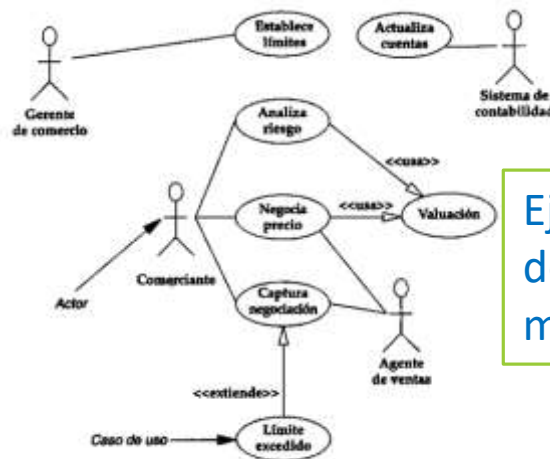 Establece
límites
Actualiza
cuentas
Gerente
de comercio
Sistema de
contabilidad
Analiza
riesgo
<<usa>>
Negocia
precio
<<usa>>
Valuación
Comerciante
Actor
Captura
negociación
Agente
de ventas
<<extiende>>
Caso de uso
Límite
excedido
Ej
d
m